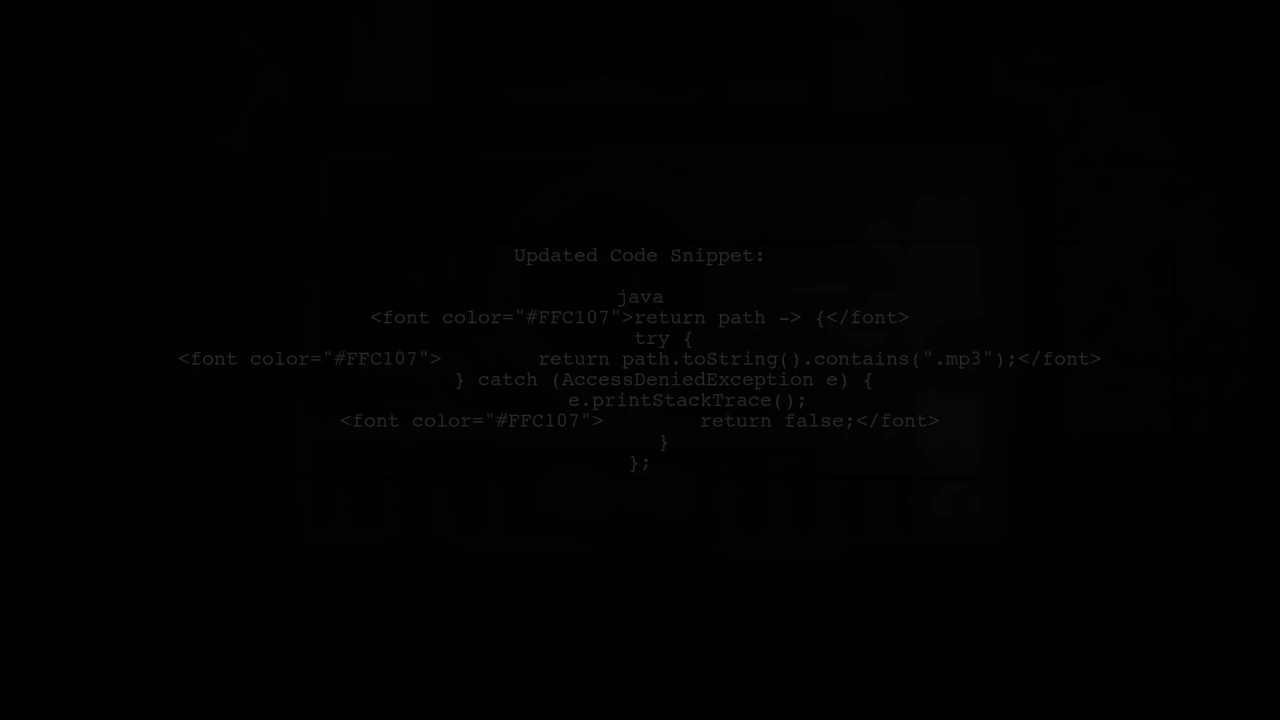 Updated Code Snippet:
java
<font color="#FFC107">return path -> {</font>
try {
<font color="#FFC107">        return path.toString().contains(".mp3");</font>
} catch (AccessDeniedException e) {
e.printStackTrace();
<font color="#FFC107">        return false;</font>
}
};